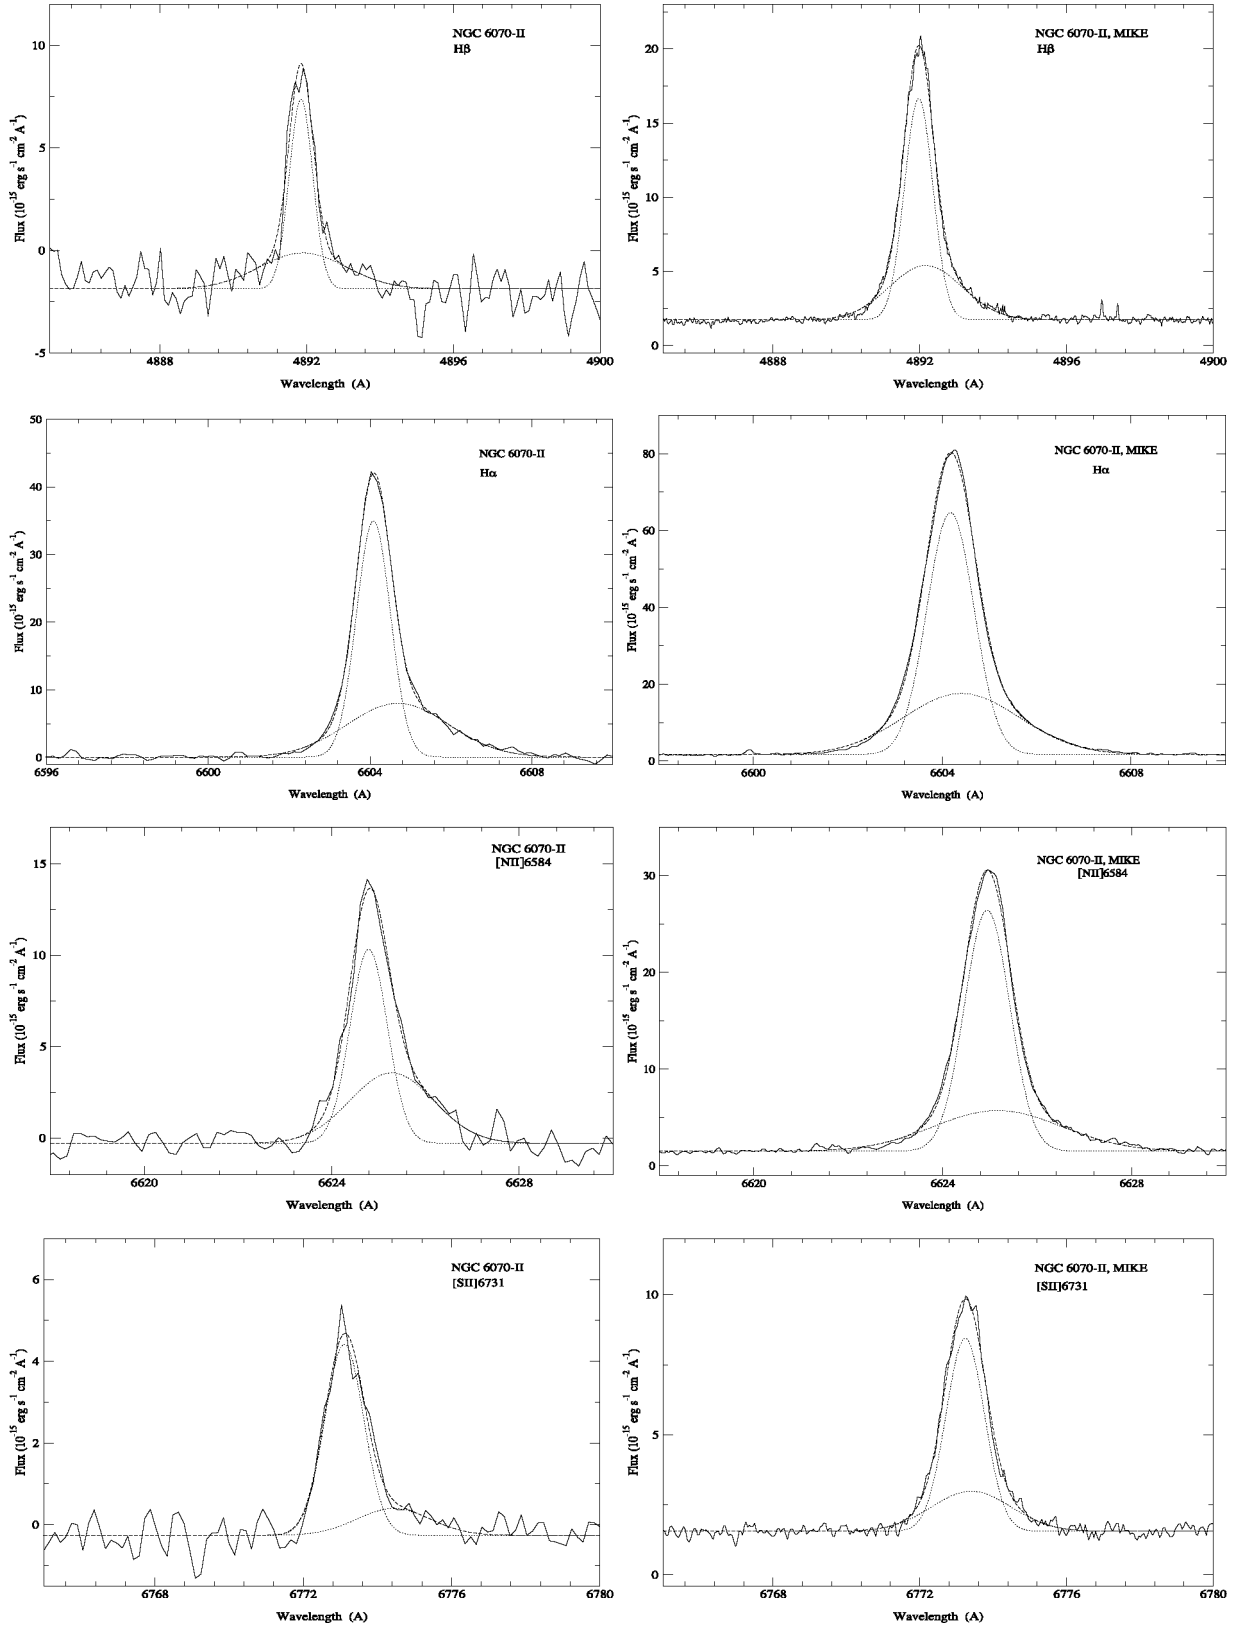 NGC 6070-II
Hβ
10
5
0
-5
Flux (10-15 erg s-1 cm-2 A-1)
4888 4892 4896 4900
Wavelength (A)
NGC 6070-II, MIKE
Hβ
20
15
10
5
0
Flux (10-15 erg s-1 cm-2 A-1)
4888 4892 4896 4900
Wavelength (A)
NGC 6070-II
Hα
50
40
30
20
10
0
Flux (10-15 erg s-1 cm-2 A-1)
6596 6600 6604 6608
Wavelength (A)
NGC 6070-II, MIKE
Hα
80
60
40
20
0
Flux (10-15 erg s-1 cm-2 A-1)
6600 6604 6608
Wavelength (A)
NGC 6070-II
[NII]6584
15
10
5
0
Flux (10-15 erg s-1 cm-2 A-1)
6620 6624 6628
Wavelength (A)
NGC 6070-II, MIKE
[NII]6584
30
20
10
0
Flux (10-15 erg s-1 cm-2 A-1)
6620 6624 6628
Wavelength (A)
NGC 6070-II
[SII]6731
6
4
2
0
Flux (10-15 erg s-1 cm-2 A-1)
6768 6772 6776 6780
Wavelength (A)
NGC 6070-II, MIKE
[SII]6731
10
5
0
Flux (10-15 erg s-1 cm-2 A-1)
6768 6772 6776 6780
Wavelength (A)